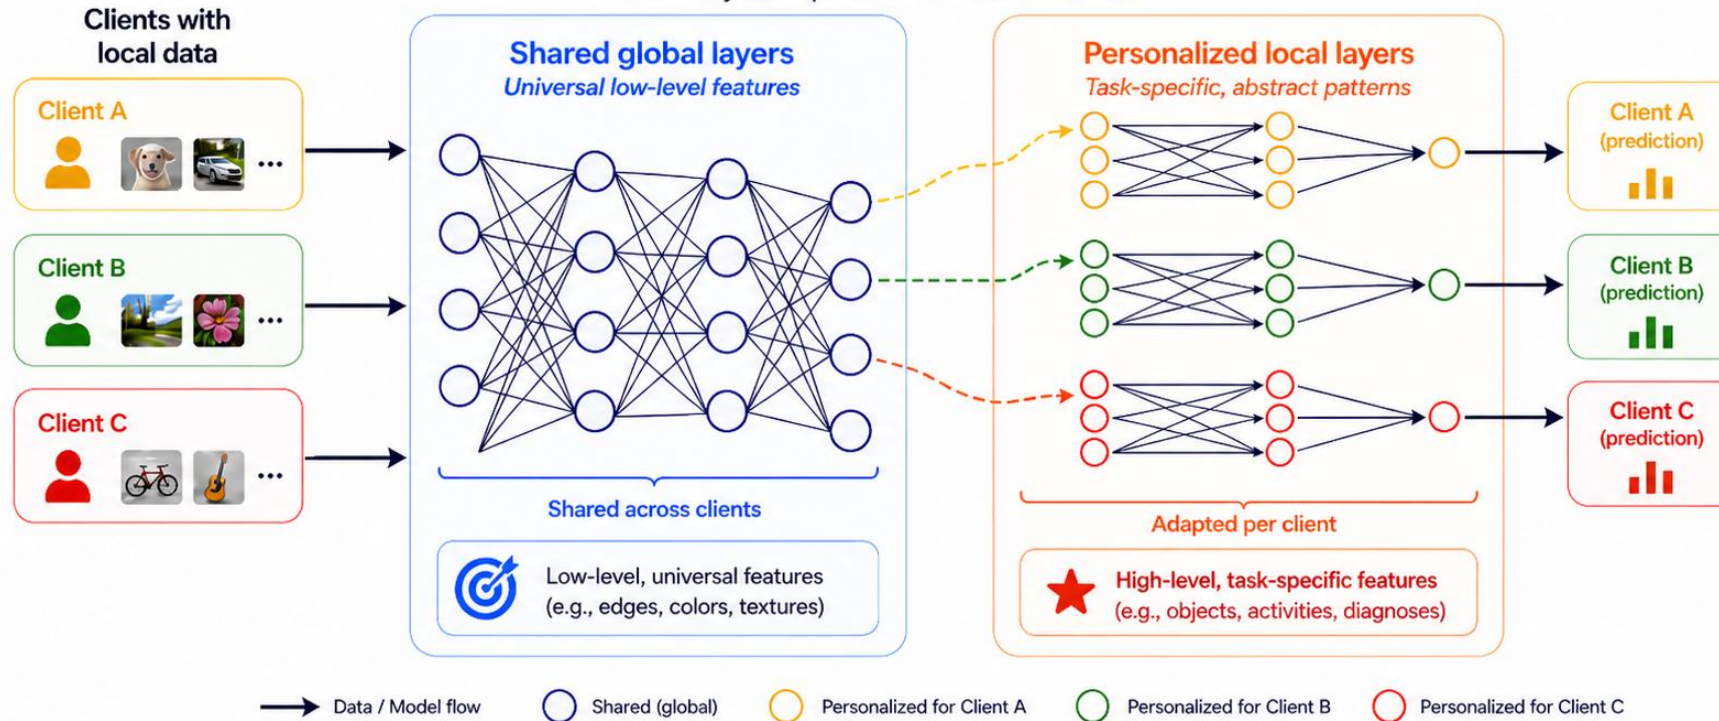 Clients with
local data
Client A
...
Client B
...
Client C
...
Shared global layers
Universal low-level features
Shared across clients
Low-level, universal features
(e.g., edges, colors, textures)
Personalized local layers
Task-specific, abstract patterns
Adapted per client
High-level, task-specific features
(e.g., objects, activities, diagnoses)
Client A
(prediction)
Client B
(prediction)
Client C
(prediction)
Data / Model flow
Shared (global)
Personalized for Client A
Personalized for Client B
Personalized for Client C